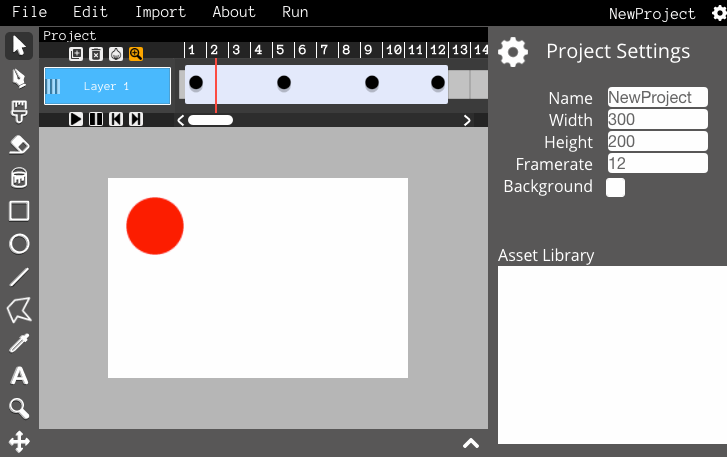 File Edit Import About Run NewProject
Project
1 2 3 4 5 6 7 8 9 10 11 12 13 14
Layer 1
A
Project Settings
Name NewProject
Width 300
Height 200
Framerate 12
Background
Asset Library